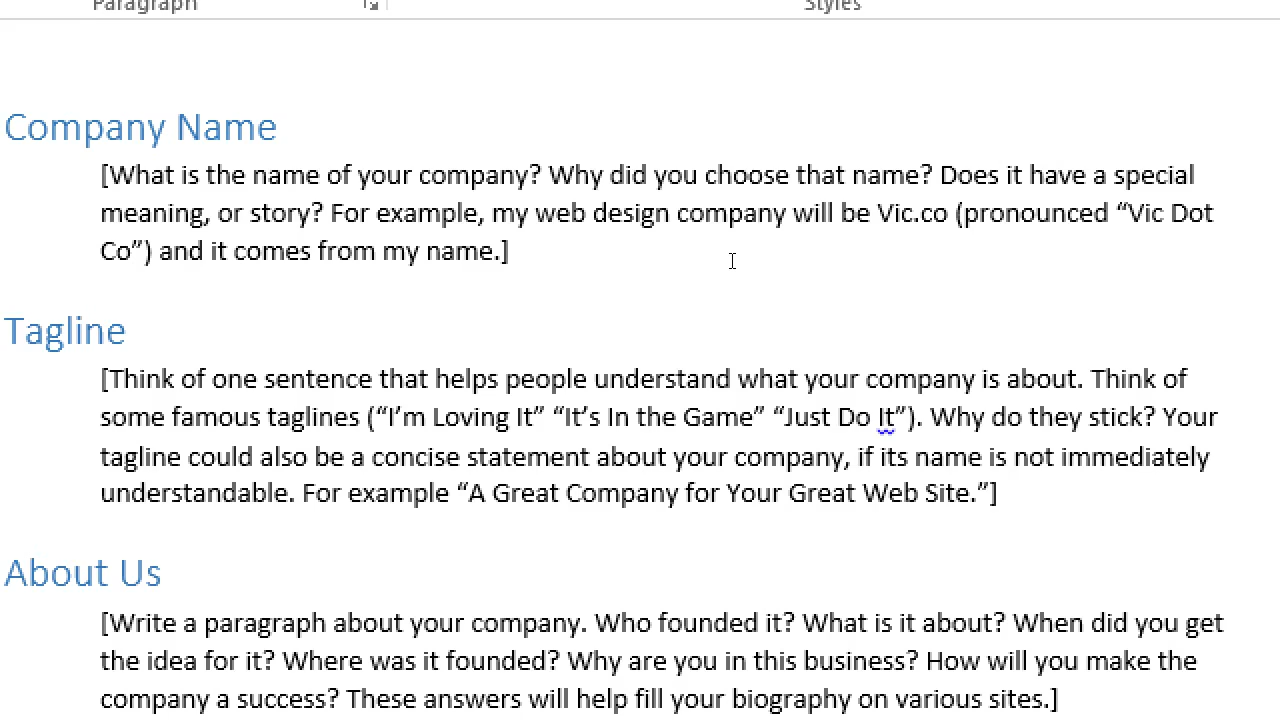 Paragraph Styles
Company Name
[What is the name of your company? Why did you choose that name? Does it have a special
meaning, or story? For example, my web design company will be Vic.co (pronounced “Vic Dot
Co”) and it comes from my name.]
Tagline
[Think of one sentence that helps people understand what your company is about. Think of
some famous taglines (“I’m Loving It” “It’s In the Game” “Just Do It”). Why do they stick? Your
tagline could also be a concise statement about your company, if its name is not immediately
understandable. For example “A Great Company for Your Great Web Site.”]
About Us
[Write a paragraph about your company. Who founded it? What is it about? When did you get
the idea for it? Where was it founded? Why are you in this business? How will you make the
company a success? These answers will help fill your biography on various sites.]